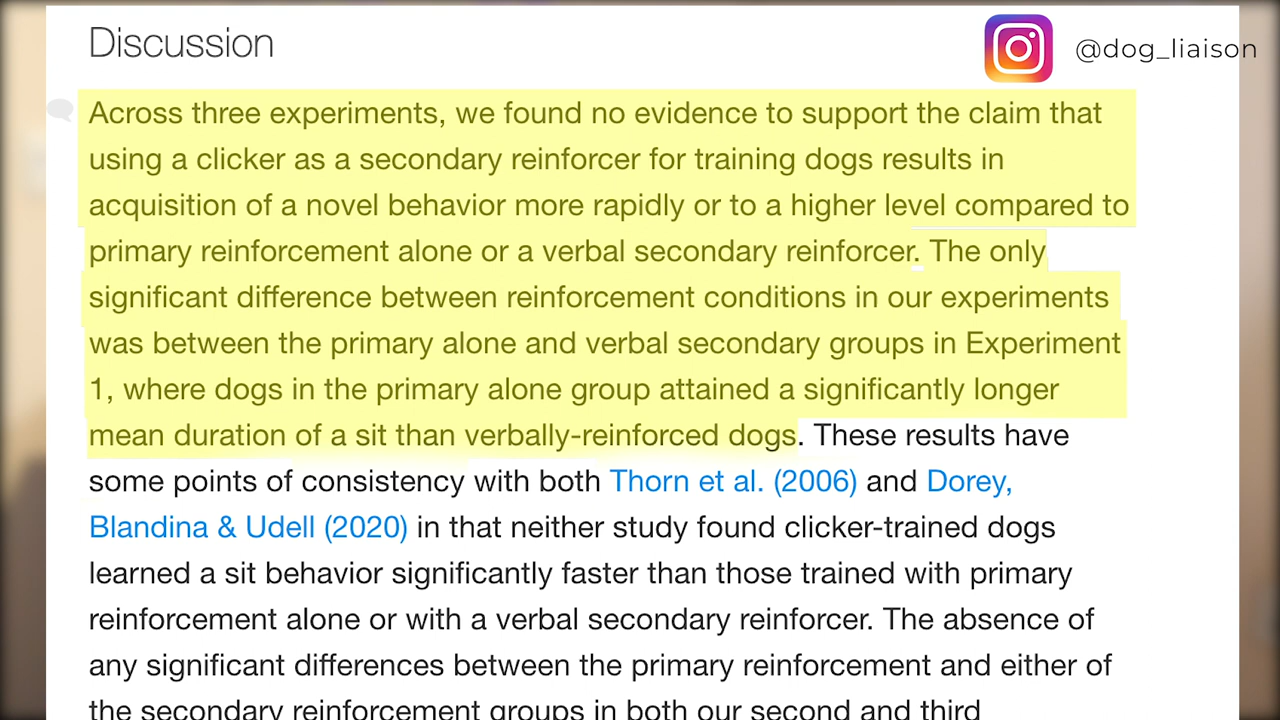 Discussion
@dog_liaison
Across three experiments, we found no evidence to support the claim that
using a clicker as a secondary reinforcer for training dogs results in
acquisition of a novel behavior more rapidly or to a higher level compared to
primary reinforcement alone or a verbal secondary reinforcer. The only
significant difference between reinforcement conditions in our experiments
was between the primary alone and verbal secondary groups in Experiment
1, where dogs in the primary alone group attained a significantly longer
mean duration of a sit than verbally-reinforced dogs. These results have
some points of consistency with both Thorn et al. (2006) and Dorey,
Blandina & Udell (2020) in that neither study found clicker-trained dogs
learned a sit behavior significantly faster than those trained with primary
reinforcement alone or with a verbal secondary reinforcer. The absence of
any significant differences between the primary reinforcement and either of
the secondary reinforcement groups in both our second and third